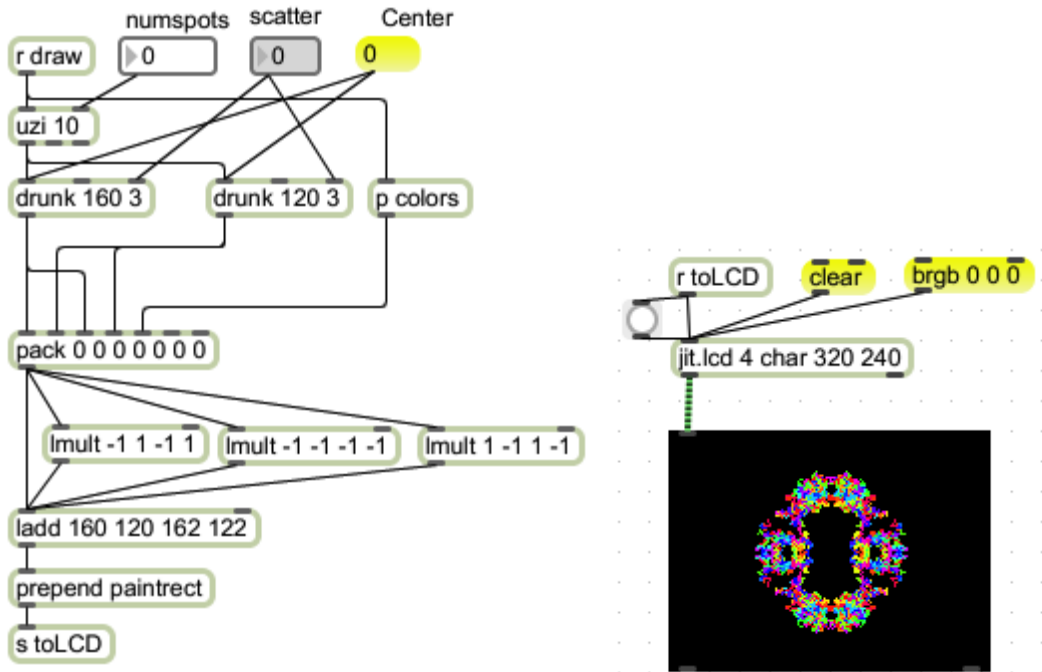 numspots
scatter
Center
r draw
0
0
0
uzi 10
drunk 160 3
drunk 120 3
p colors
r toLCD
clear
brgb 0 0 0
pack 0 0 0 0 0 0 0
jit.lcd 4 char 320 240
lmult -1 1 -1 1
lmult -1 -1 -1 -1
lmult 1 -1 1 -1
ladd 160 120 162 122
prepend paintrect
s toLCD